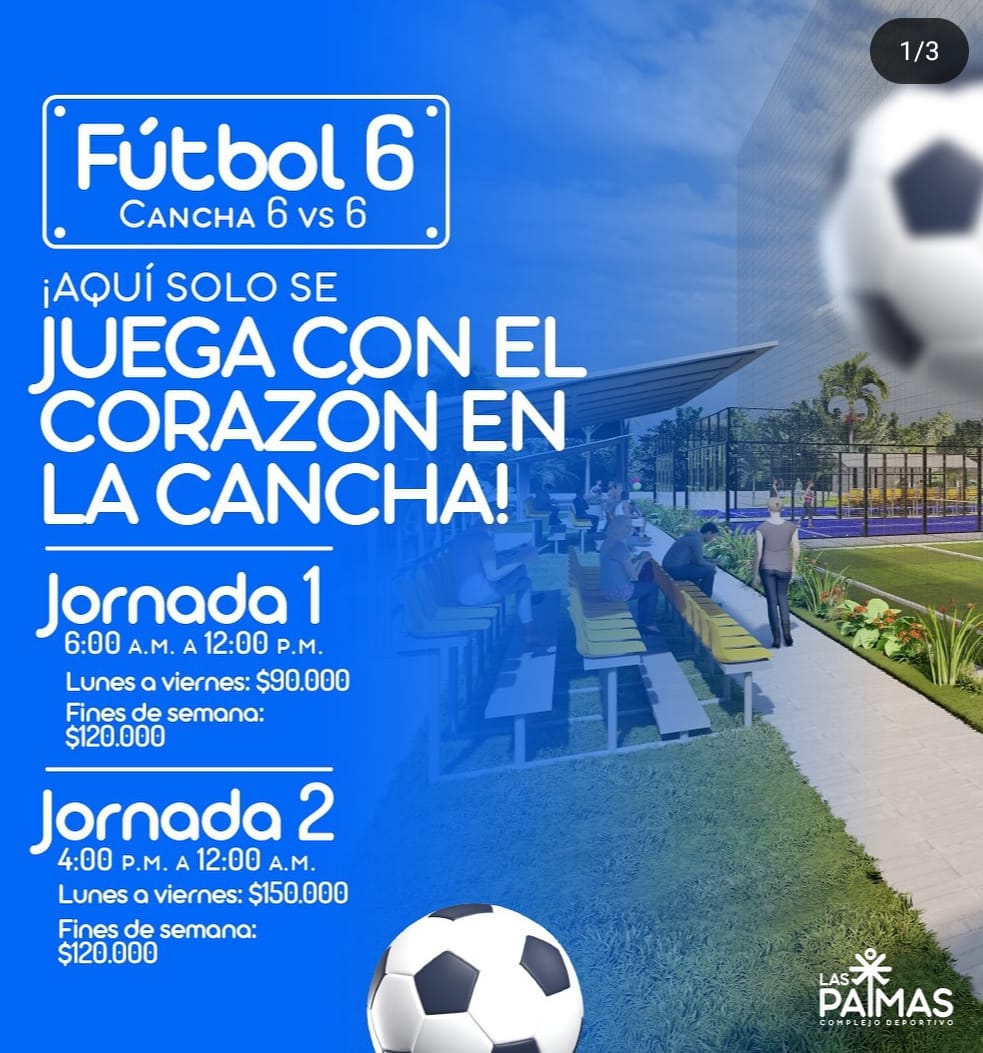 1/3
Fútbol 6
CANCHA 6 VS 6
¡AQUÍ SOLO SE
JUEGA CON EL
CORAZÓN EN
LA CANCHA!
Jornada 1
6:00 A.M. A 12:00 P.M.
Lunes a viernes: $90.000
Fines de semana:
$120.000
Jornada 2
4:00 P.M. A 12:00 A.M.
Lunes a viernes: $150.000
Fines de semana:
$120.000
LAS
PALMAS
COMPLEJO DEPORTIVO